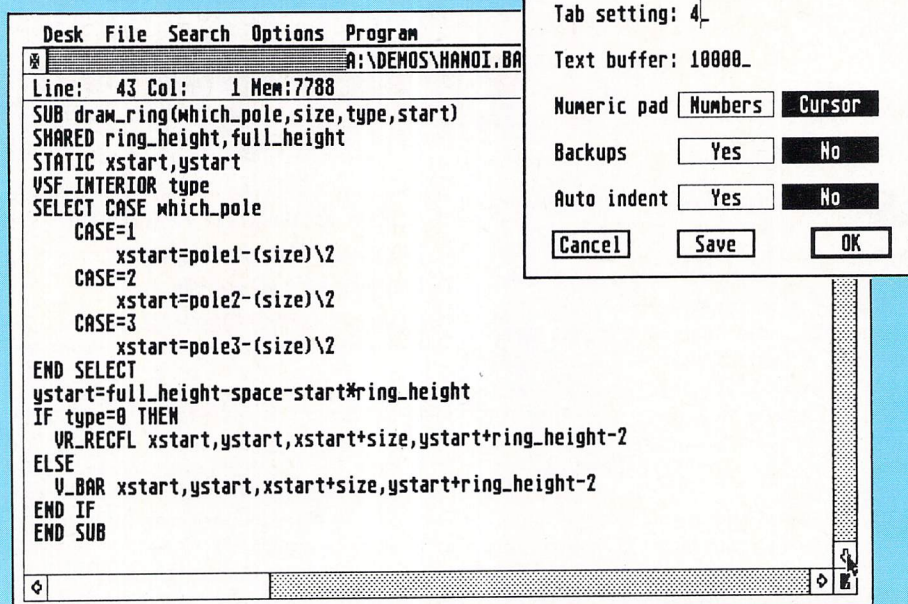 Tab setting: 4_
Text buffer: 10000_
Numeric pad Numbers Cursor
Backups Yes No
Auto indent Yes No
Cancel Save OK
Desk File Search Options Program
A:\DEMOS\HANOI.BA
Line: 43 Col: 1 Mem:7788
SUB draw_ring(which_pole,size,type,start)
SHARED ring_height,full_height
STATIC xstart,ystart
VSF_INTERIOR type
SELECT CASE which_pole
CASE=1
xstart=pole1-(size)\2
CASE=2
xstart=pole2-(size)\2
CASE=3
xstart=pole3-(size)\2
END SELECT
ystart=full_height-space-start*ring_height
IF type=0 THEN
VR_RECFL xstart,ystart,xstart+size,ystart+ring_height-2
ELSE
V_BAR xstart,ystart,xstart+size,ystart+ring_height-2
END IF
END SUB